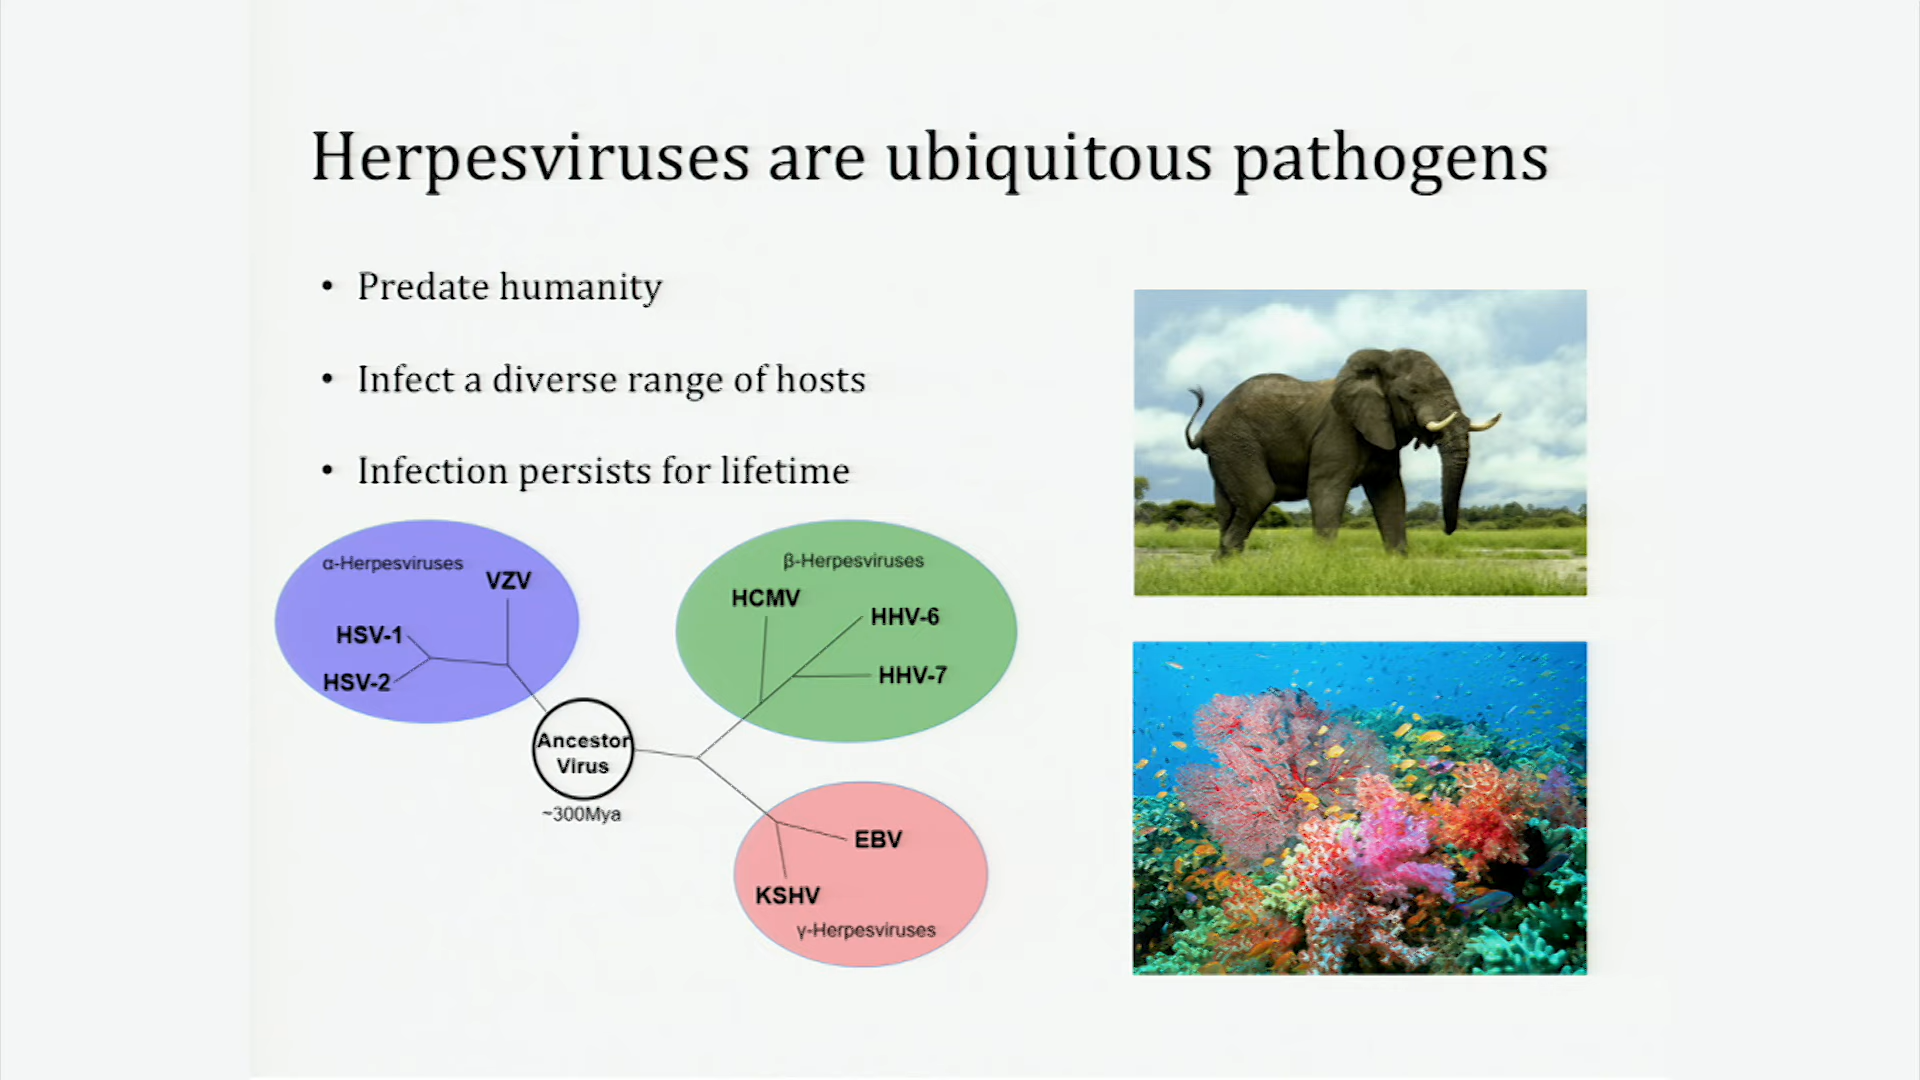 Herpesviruses are ubiquitous pathogens
• Predate humanity
• Infect a diverse range of hosts
• Infection persists for lifetime
α-Herpesviruses
VZV
HSV-1
HSV-2
β-Herpesviruses
HCMV
HHV-6
HHV-7
Ancestor
Virus
~300Mya
EBV
KSHV
γ-Herpesviruses